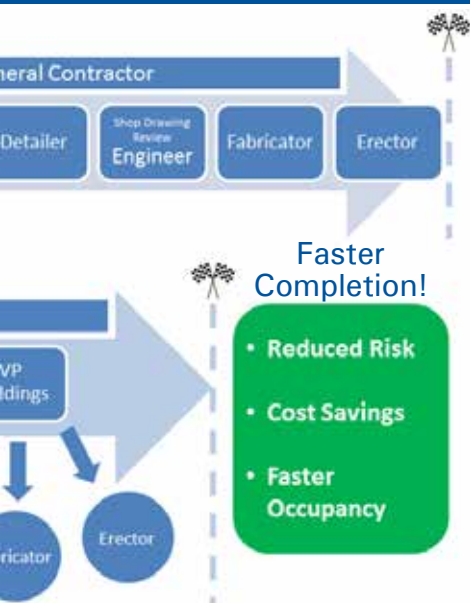 neral Contractor
Detailer
Shop Drawing
Review
Engineer
Fabricator
Erector
Faster
Completion!
VP
ldings
• Reduced Risk
• Cost Savings
• Faster
Occupancy
ricator
Erector